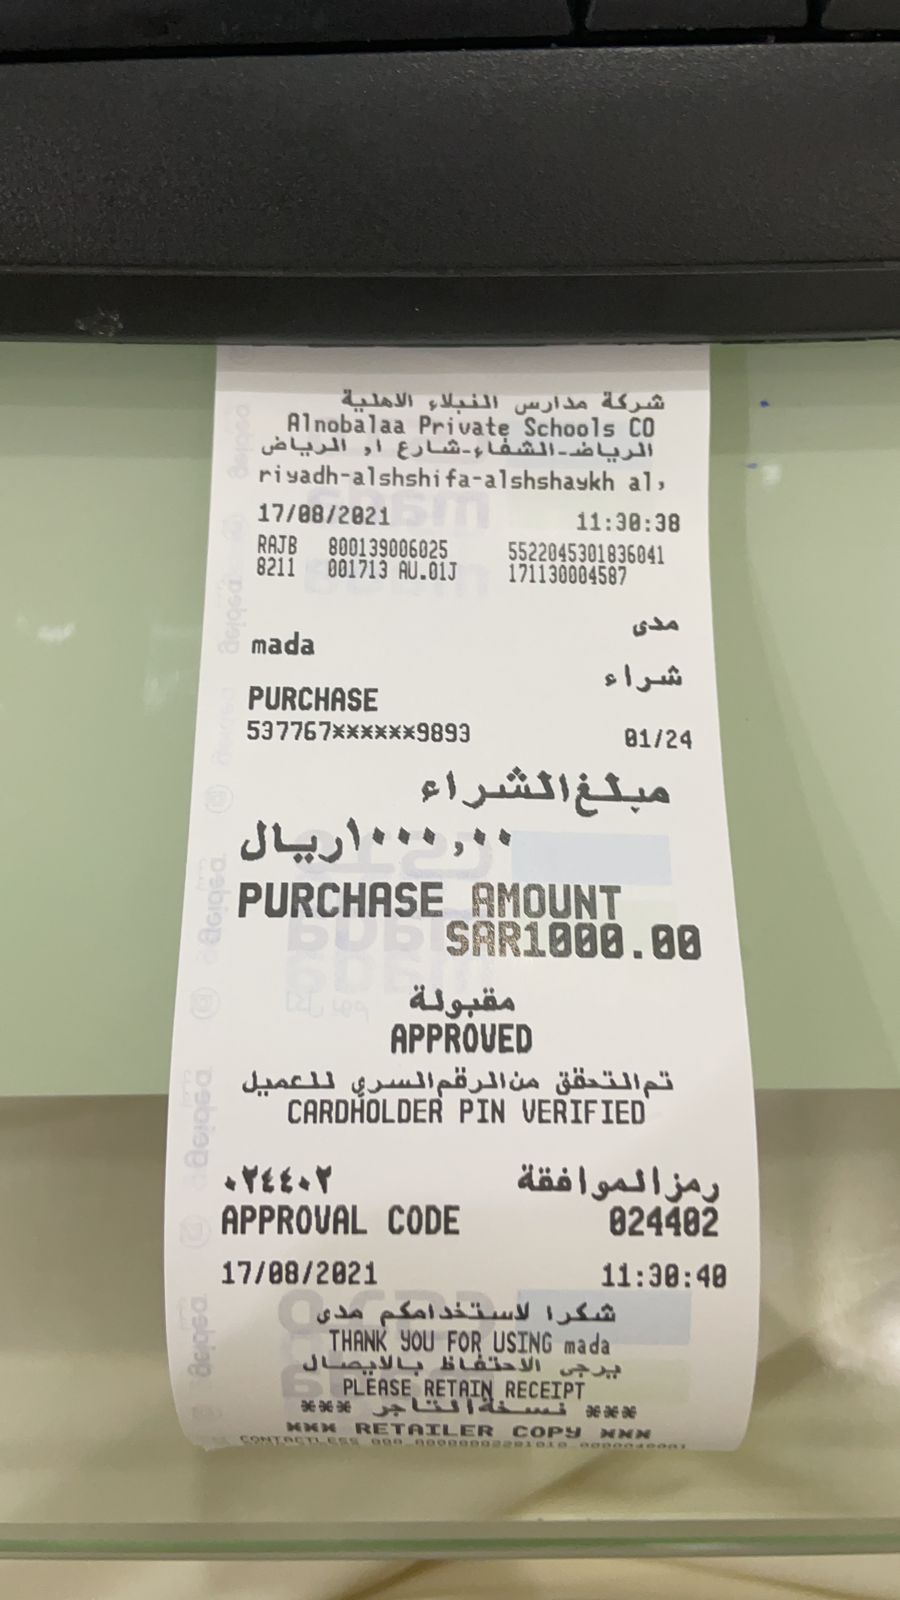 شركة مدارس النبلاء الاهلية
Alnobalaa Private Schools CO
الرياض-الشفاء-شارع ا, الرياض
riyadh-alshshifa-alshshaykh al,
17/08/2021 11:30:38
RAJB 800139006025 5522045301836041
8211 001713 AU.01J 171130004587
مدى
mada
شراء
PURCHASE
537767******9893 01/24
مبلغ الشراء
١٠٠٠,٠٠ ريال
PURCHASE AMOUNT
SAR1000.00
مقبولة
APPROVED
تم التحقق من الرقم السري للعميل
CARDHOLDER PIN VERIFIED
رمز الموافقة ٠٢٤٤٠٢
APPROVAL CODE 024402
17/08/2021 11:30:40
شكرا لاستخدامكم مدى
THANK YOU FOR USING mada
يرجى الاحتفاظ بالايصال
PLEASE RETAIN RECEIPT
*** نسخة التاجر ***
*** RETAILER COPY ***
CONTACTLESS